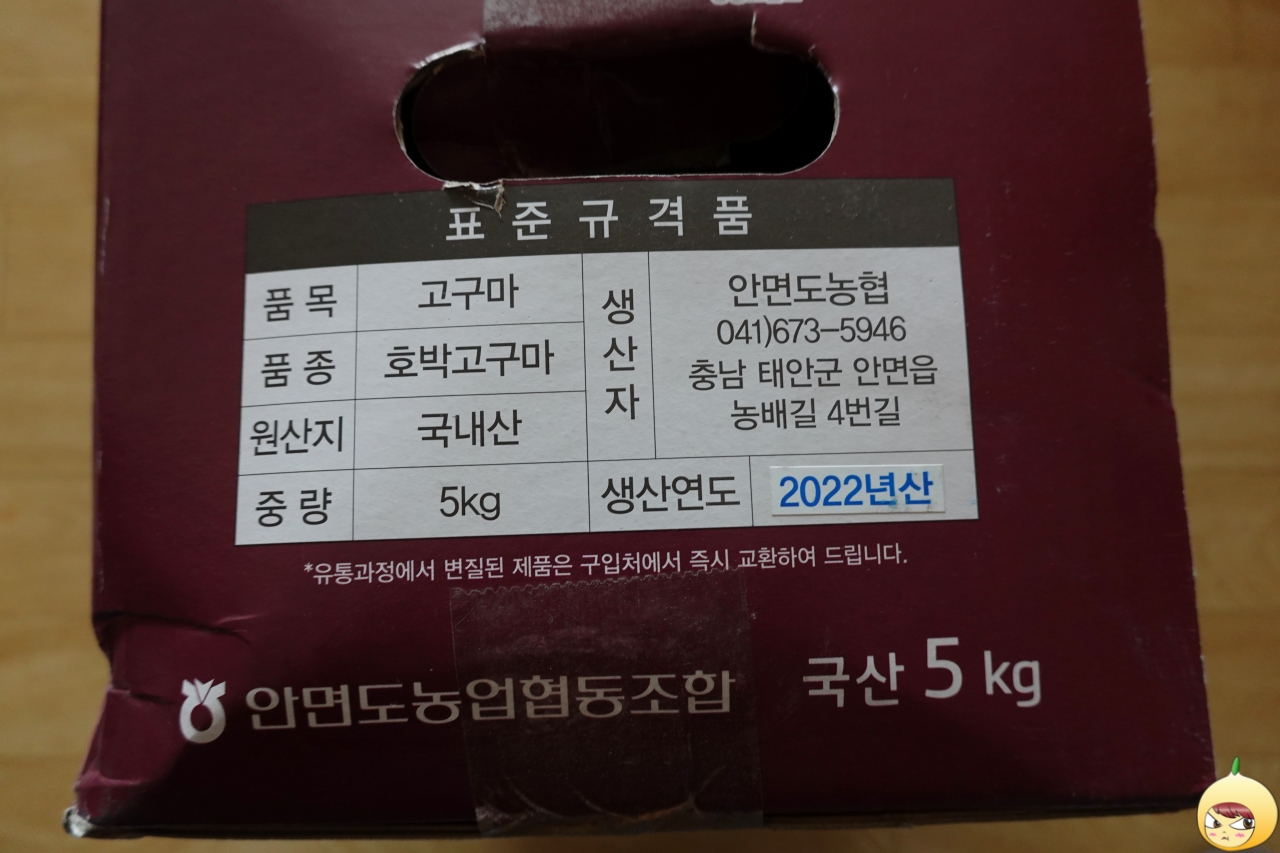 표준규격품
품목 고구마
품종 호박고구마
원산지 국내산
중량 5kg
생산자
안면도농협
041)673-5946
충남 태안군 안면읍
농배길 4번길
생산연도 2022년산
*유통과정에서 변질된 제품은 구입처에서 즉시 교환하여 드립니다.
안면도농업협동조합
국산 5 kg